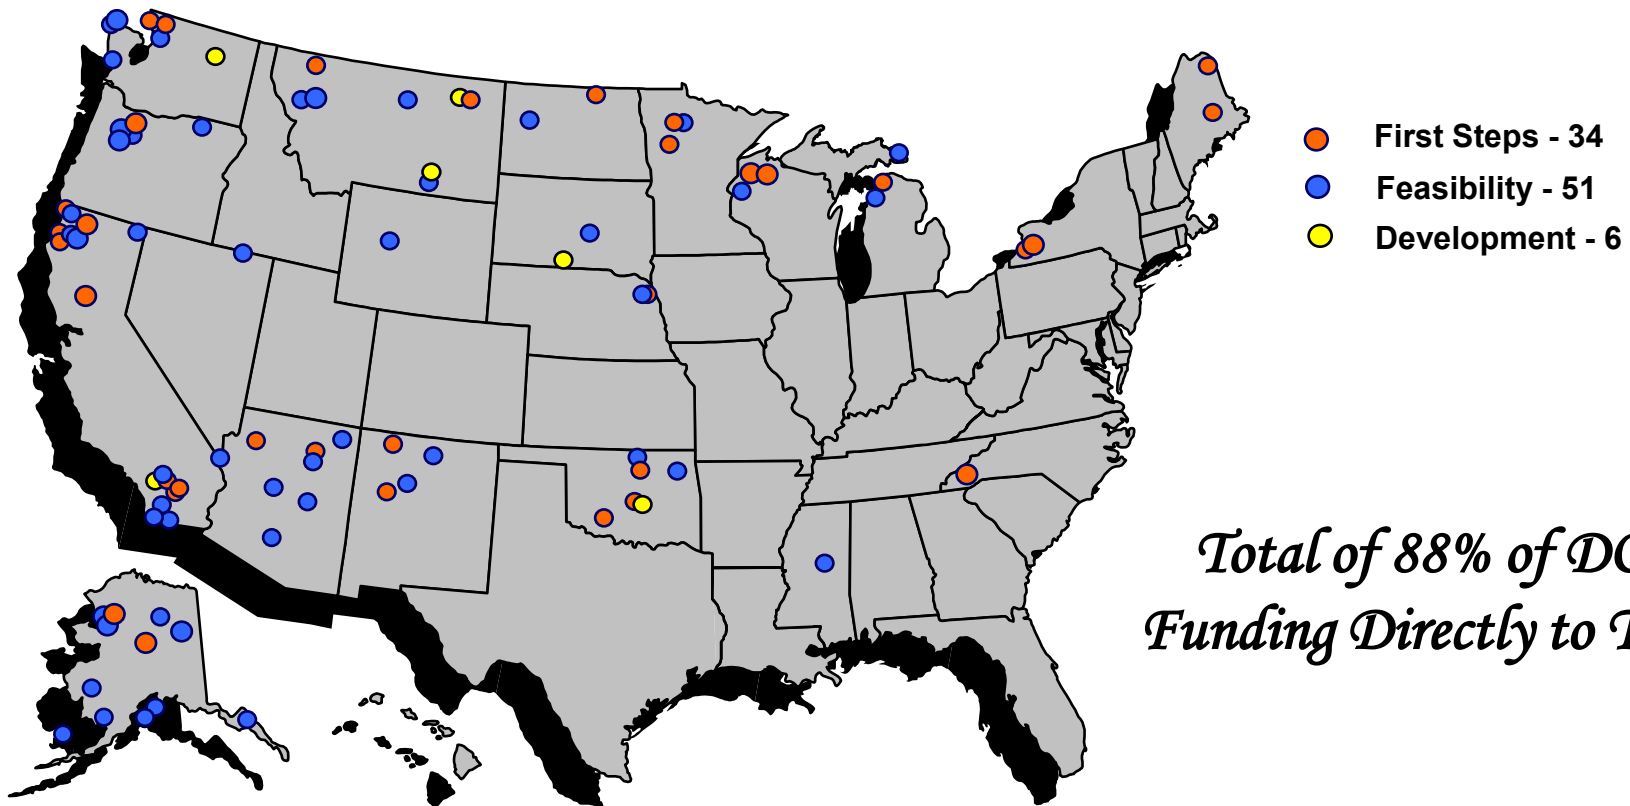 First Steps - 34
Feasibility - 51
Development - 6
Total of 88% of
Funding Directly to